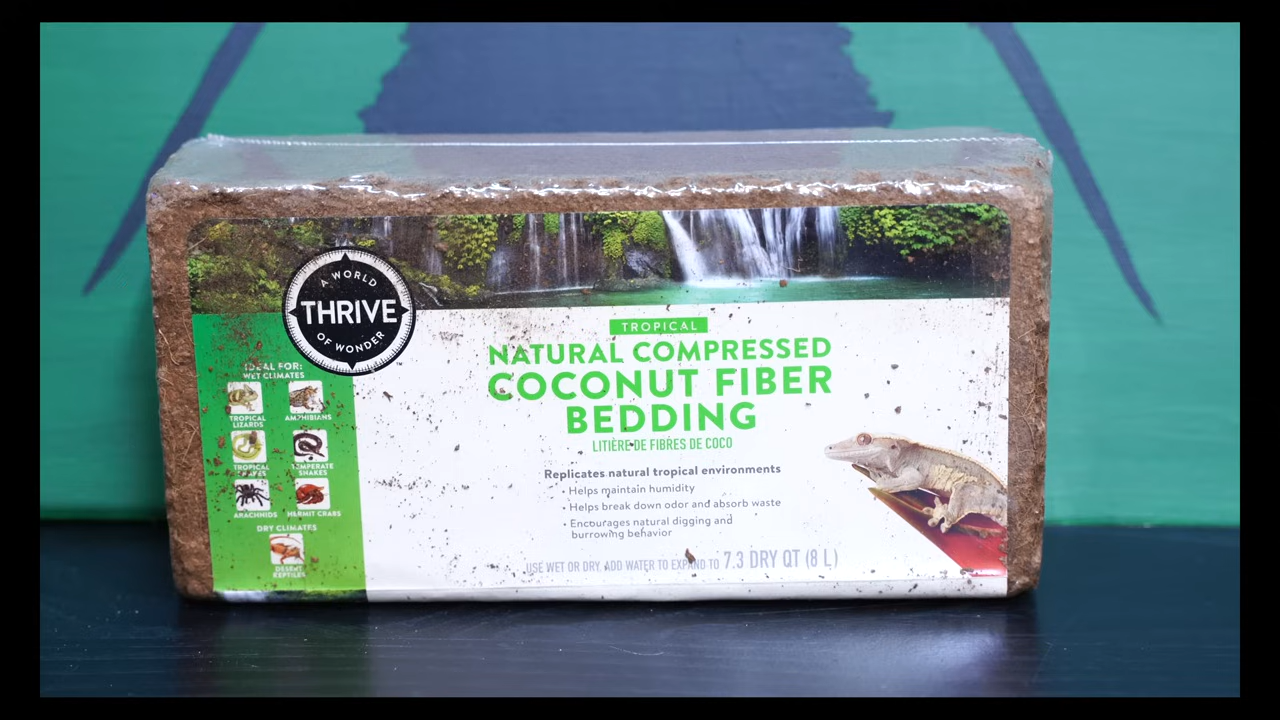 A WORLD
THRIVE
OF WONDER
TM
IDEAL FOR:
WET CLIMATES
TROPICAL
LIZARDS
AMPHIBIANS
TROPICAL
SNAKES
TEMPERATE
SNAKES
ARACHNIDS
HERMIT CRABS
DRY CLIMATES
DESERT
REPTILES
TROPICAL
NATURAL COMPRESSED
COCONUT FIBER
BEDDING
LITIÈRE DE FIBRES DE COCO
Replicates natural tropical environments
• Helps maintain humidity
• Helps break down odor and absorb waste
• Encourages natural digging and
burrowing behavior
USE WET OR DRY. ADD WATER TO EXPAND TO 7.3 DRY QT (8 L)